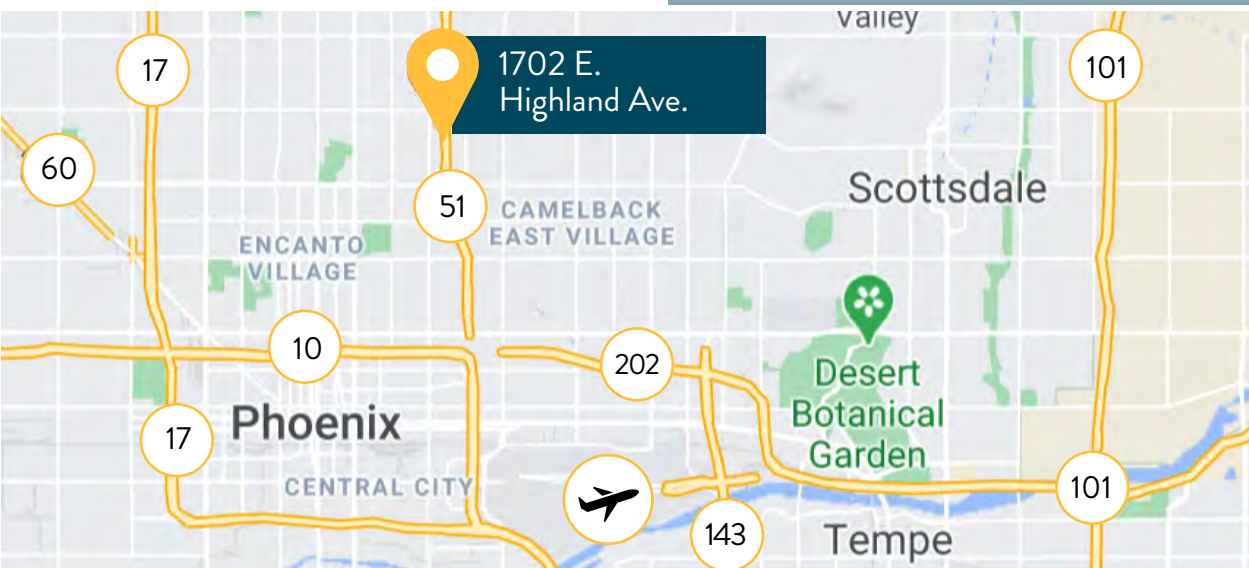 Valley
17
1702 E.
Highland Ave.
101
60
51
Scottsdale
CAMELBACK
EAST VILLAGE
ENCANTO
VILLAGE
10
202
Desert
Botanical
Garden
Phoenix
17
CENTRAL CITY
101
143
Tempe